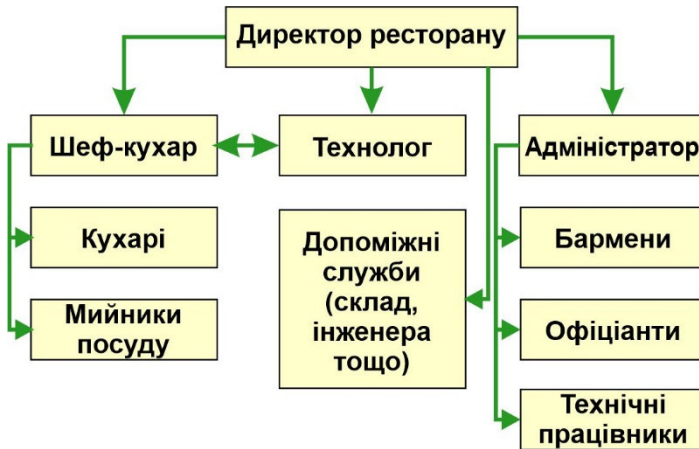 Директор ресторану
Шеф-кухар
Технолог
Адміністратор
Кухарі
Допоміжні
служби
(склад,
інженера
тощо)
Бармени
Мийники
посуду
Офіціанти
Технічні
працівники